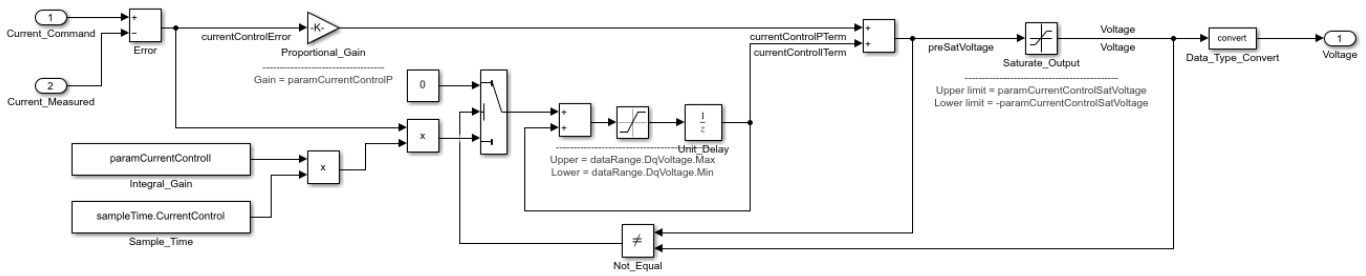 1
Current_Command
+
−
Error
currentControlError
-K-
Proportional_Gain
---------------------------------
Gain = paramCurrentControlP
2
Current_Measured
0
x
paramCurrentControlI
Integral_Gain
x
sampleTime.CurrentControl
Sample_Time
+
+
1
z
Unit_Delay
---------------------------------
Upper = dataRange.DqVoltage.Max
Lower = dataRange.DqVoltage.Min
currentControlPTerm
currentControlITerm
+
+
preSatVoltage
Saturate_Output
---------------------------------
Upper limit = paramCurrentControlSatVoltage
Lower limit = -paramCurrentControlSatVoltage
Voltage
Voltage
convert
Data_Type_Convert
1
Voltage
≠
Not_Equal